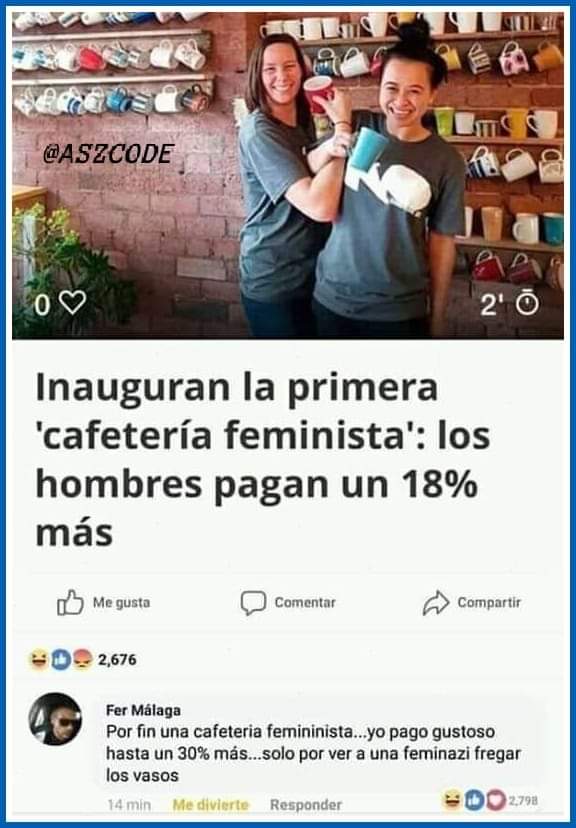 @ASZCODE
NO.
0
2'
Inauguran la primera
'cafetería feminista': los
hombres pagan un 18%
más
Me gusta
Comentar
Compartir
2,676
Fer Málaga
Por fin una cafeteria femininista...yo pago gustoso
hasta un 30% más...solo por ver a una feminazi fregar
los vasos
14 min
Me divierte
Responder
2,798